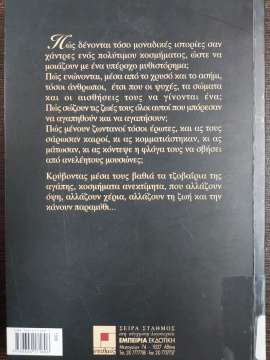 Πώς δένονται τόσο μοναδικές ιστορίες σαν
χάντρες ενός πολύτιμου κοσμήματος, ώστε να
μοιάζουν με ένα υπέροχο μυθιστόρημα;
Πώς ενώνονται, μέσα από το χρυσό και το ασήμι,
τόσοι άνθρωποι, έτσι που οι ψυχές, τα σώματα
και οι αισθήσεις τους να γίνονται ένα;
Πώς σώζουν τις ζωές τους όλοι αυτοί που μπόρεσαν
να αγαπηθούν και να αγαπήσουν;
Πώς μένουν ζωντανοί τόσοι έρωτες, κι ας τους
σάρωσαν καιροί, κι ας κομματιάστηκαν, κι ας
μάτωσαν, κι ας κόντεψε η φλόγα τους να σβήσει
από ανελέητους μουσώνες;
Κρύβοντας μέσα τους βαθιά τα τζοβαΐρια της
αγάπης, κοσμήματα ανεκτίμητα, που αλλάζουν
όψη, αλλάζουν χέρια, αλλάζουν τη ζωή και την
κάνουν παραμύθι...
ΣΕΙΡΑ ΣΤΑΘΜΟΣ
στη σύγχρονη λογοτεχνία
ΕΜΠΕΙΡΙΑ ΕΚΔΟΤΙΚΗ